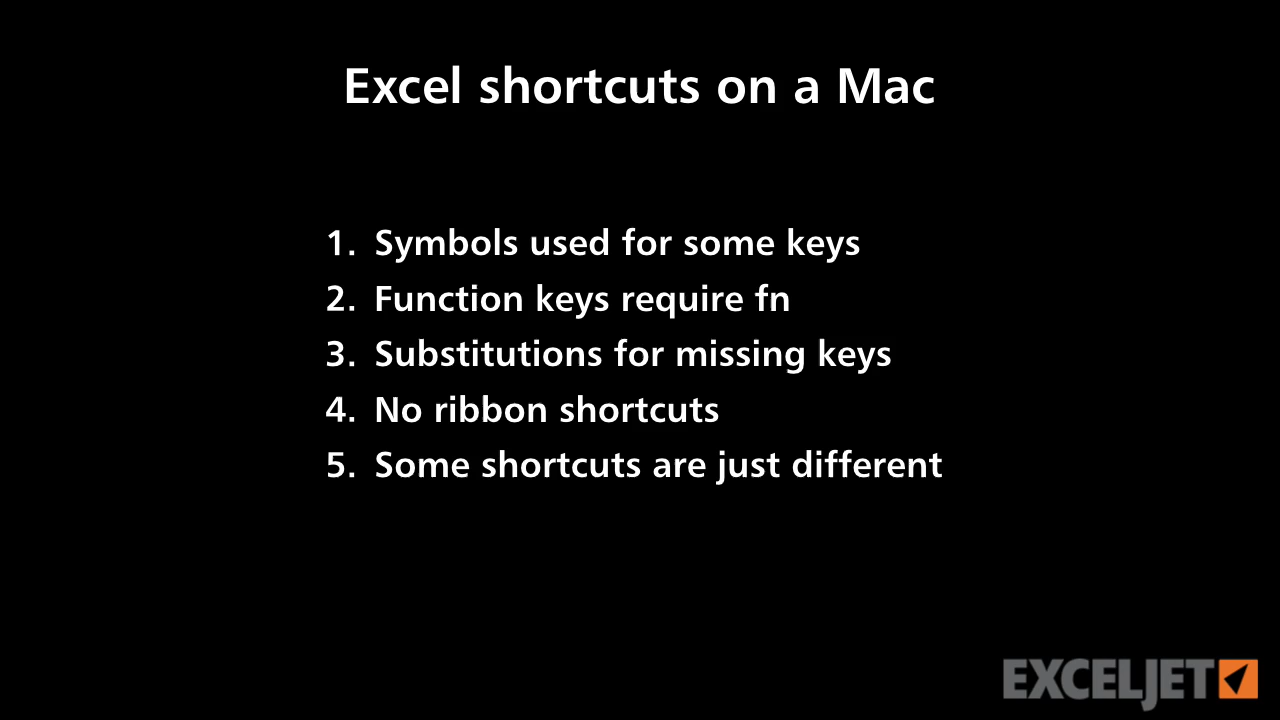 Excel shortcuts on a Mac
1. Symbols used for some keys
2. Function keys require fn
3. Substitutions for missing keys
4. No ribbon shortcuts
5. Some shortcuts are just different
EXCELJET